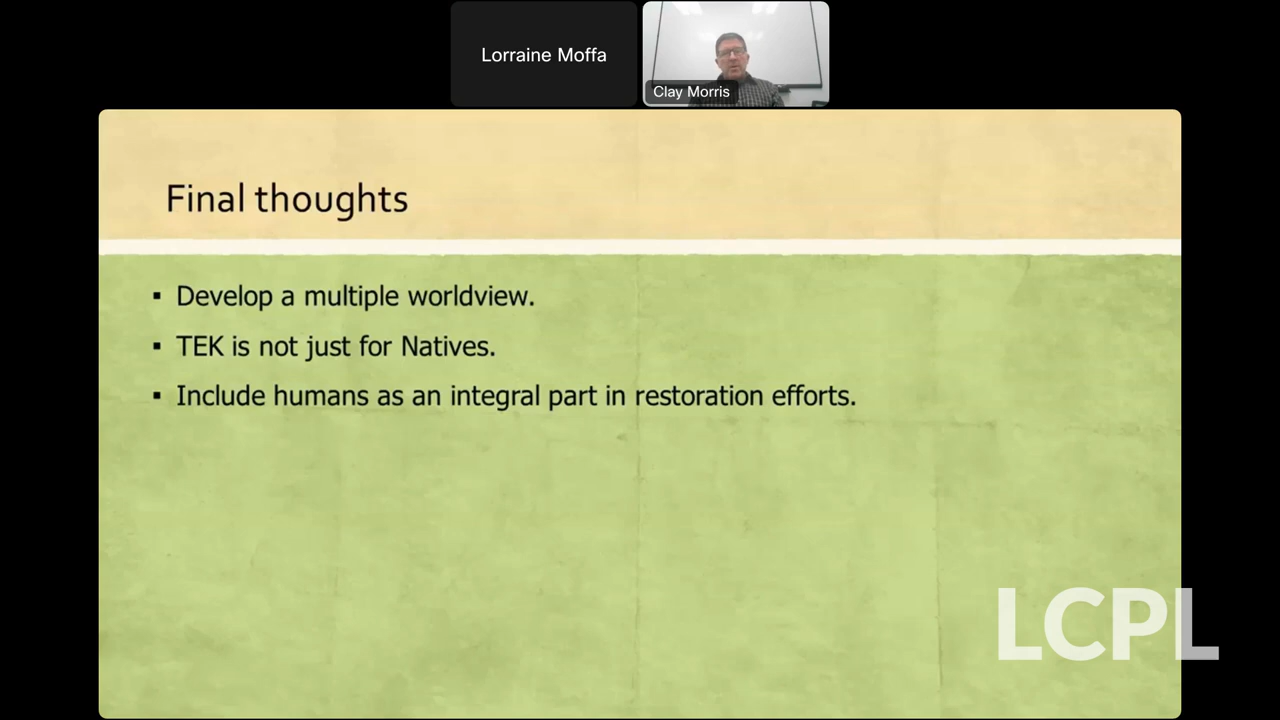 Lorraine Moffa
Clay Morris
Final thoughts
▪ Develop a multiple worldview.
▪ TEK is not just for Natives.
▪ Include humans as an integral part in restoration efforts.
LCPL